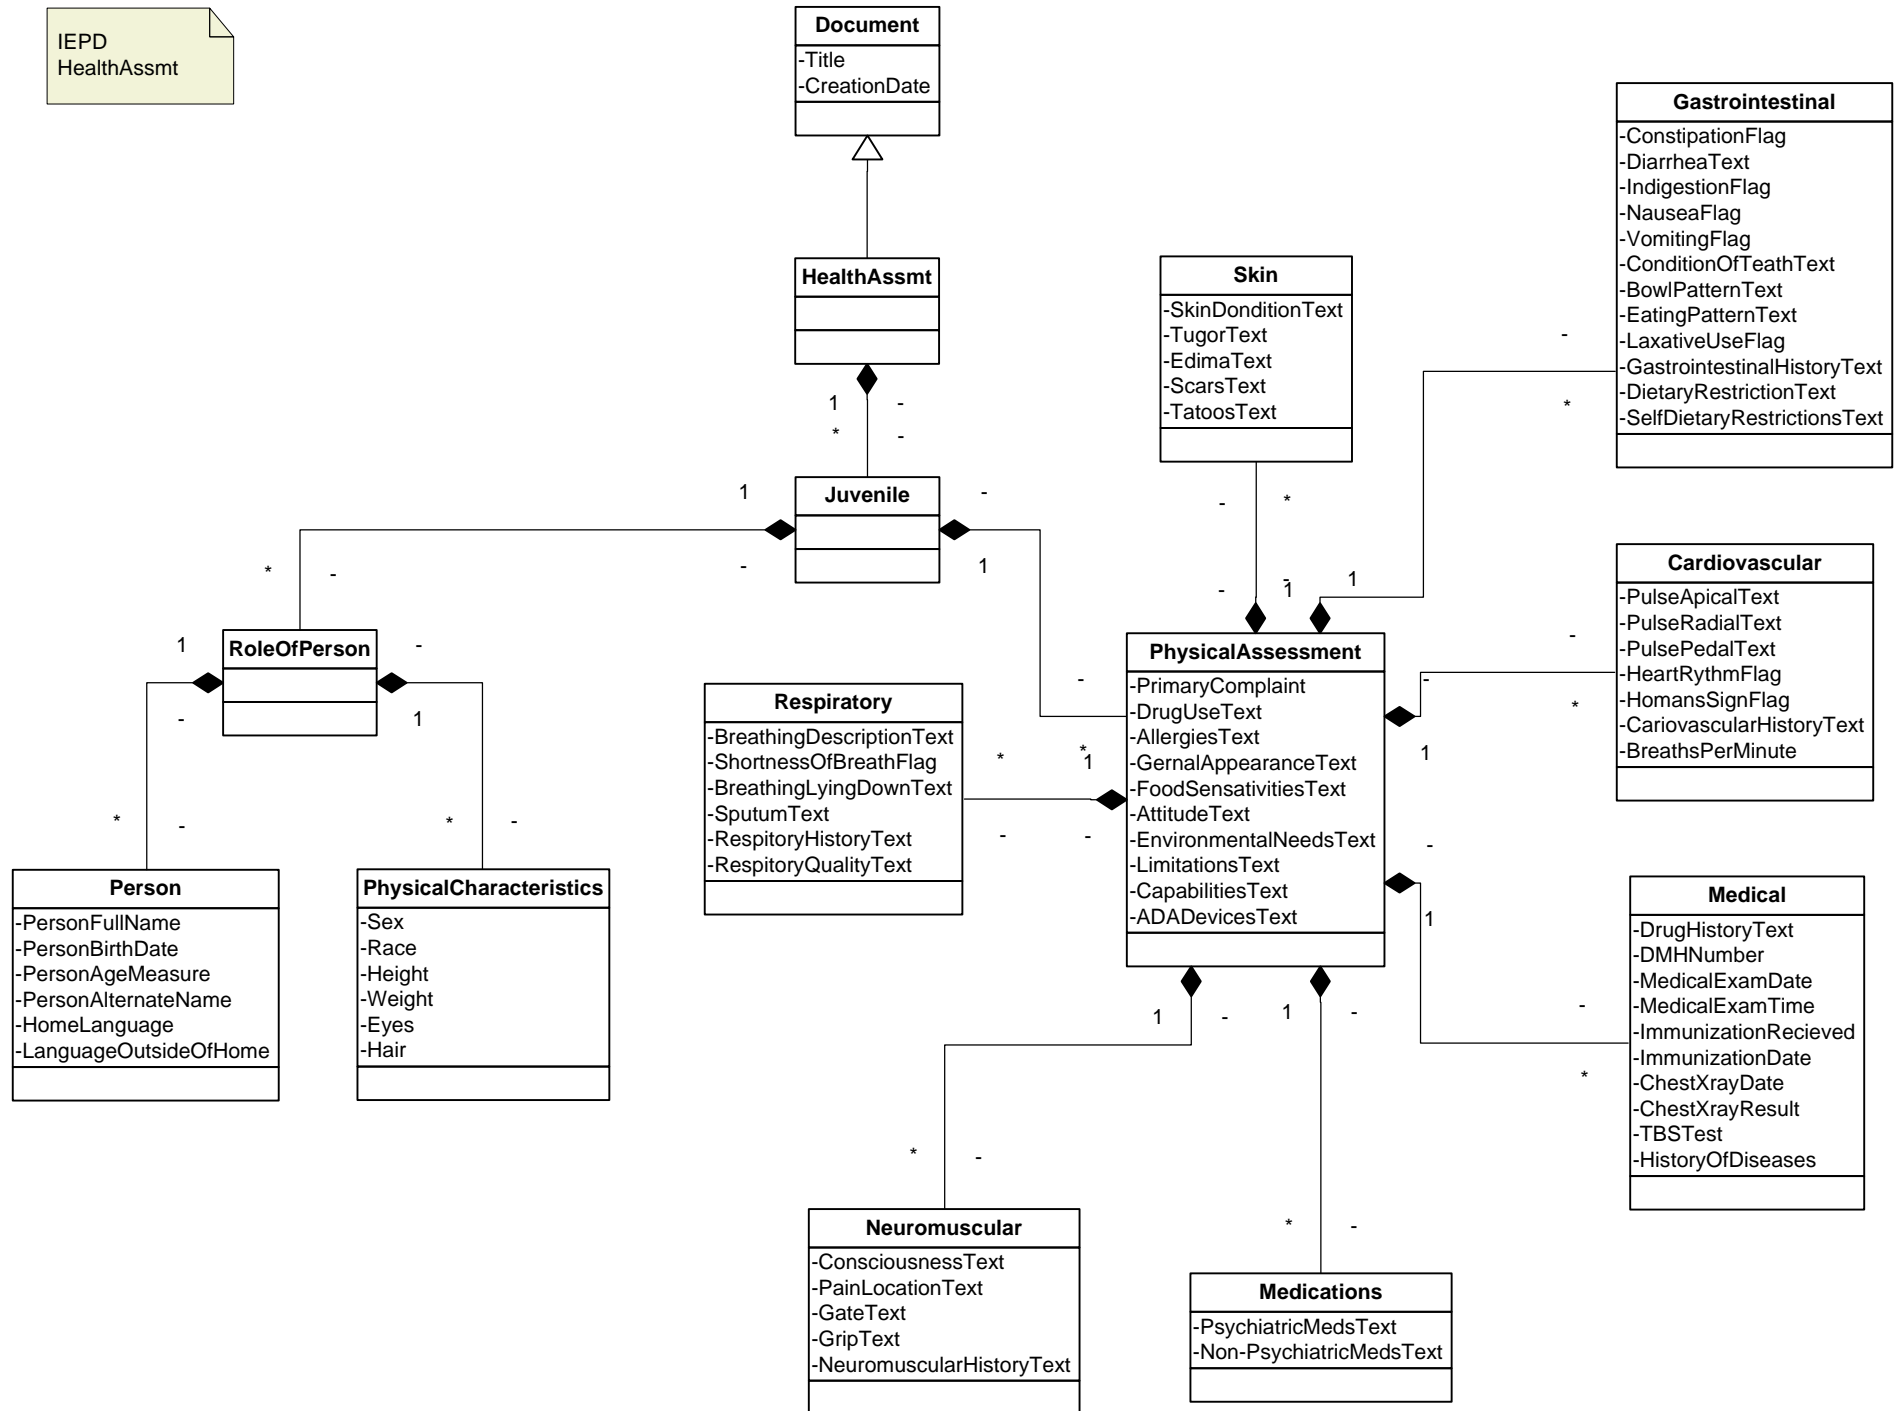 IEPD
HealthAssmt
Document
-Title
-CreationDate
HealthAssmt
1 -
* -
Juvenile
1
-
* -
-
1
-
*
RoleOfPerson
1
-
* -
-
1
* -
Person
-PersonFullName
-PersonBirthDate
-PersonAgeMeasure
-PersonAlternateName
-HomeLanguage
-LanguageOutsideOfHome
PhysicalCharacteristics
-Sex
-Race
-Height
-Weight
-Eyes
-Hair
Skin
-SkinDonditionText
-TugorText
-EdimaText
-ScarsText
-TatoosText
- *
- 1
Gastrointestinal
-ConstipationFlag
-DiarrheaText
-IndigestionFlag
-NauseaFlag
-VomitingFlag
-ConditionOfTeathText
-BowlPatternText
-EatingPatternText
-LaxativeUseFlag
-GastrointestinalHistoryText
-DietaryRestrictionText
-SelfDietaryRestrictionsText
-
*
- 1
PhysicalAssessment
-PrimaryComplaint
-DrugUseText
-AllergiesText
-GernalAppearanceText
-FoodSensativitiesText
-AttitudeText
-EnvironmentalNeedsText
-LimitationsText
-CapabilitiesText
-ADADevicesText
Cardiovascular
-PulseApicalText
-PulseRadialText
-PulsePedalText
-HeartRythmFlag
-HomansSignFlag
-CariovascularHistoryText
-BreathsPerMinute
-
*
-
1
Respiratory
-BreathingDescriptionText
-ShortnessOfBreathFlag
-BreathingLyingDownText
-SputumText
-RespitoryHistoryText
-RespitoryQualityText
* 1
- -
Medical
-DrugHistoryText
-DMHNumber
-MedicalExamDate
-MedicalExamTime
-ImmunizationRecieved
-ImmunizationDate
-ChestXrayDate
-ChestXrayResult
-TBSTest
-HistoryOfDiseases
-
1
-
*
1 -
* -
Neuromuscular
-ConsciousnessText
-PainLocationText
-GateText
-GripText
-NeuromuscularHistoryText
1 -
* -
Medications
-PsychiatricMedsText
-Non-PsychiatricMedsText